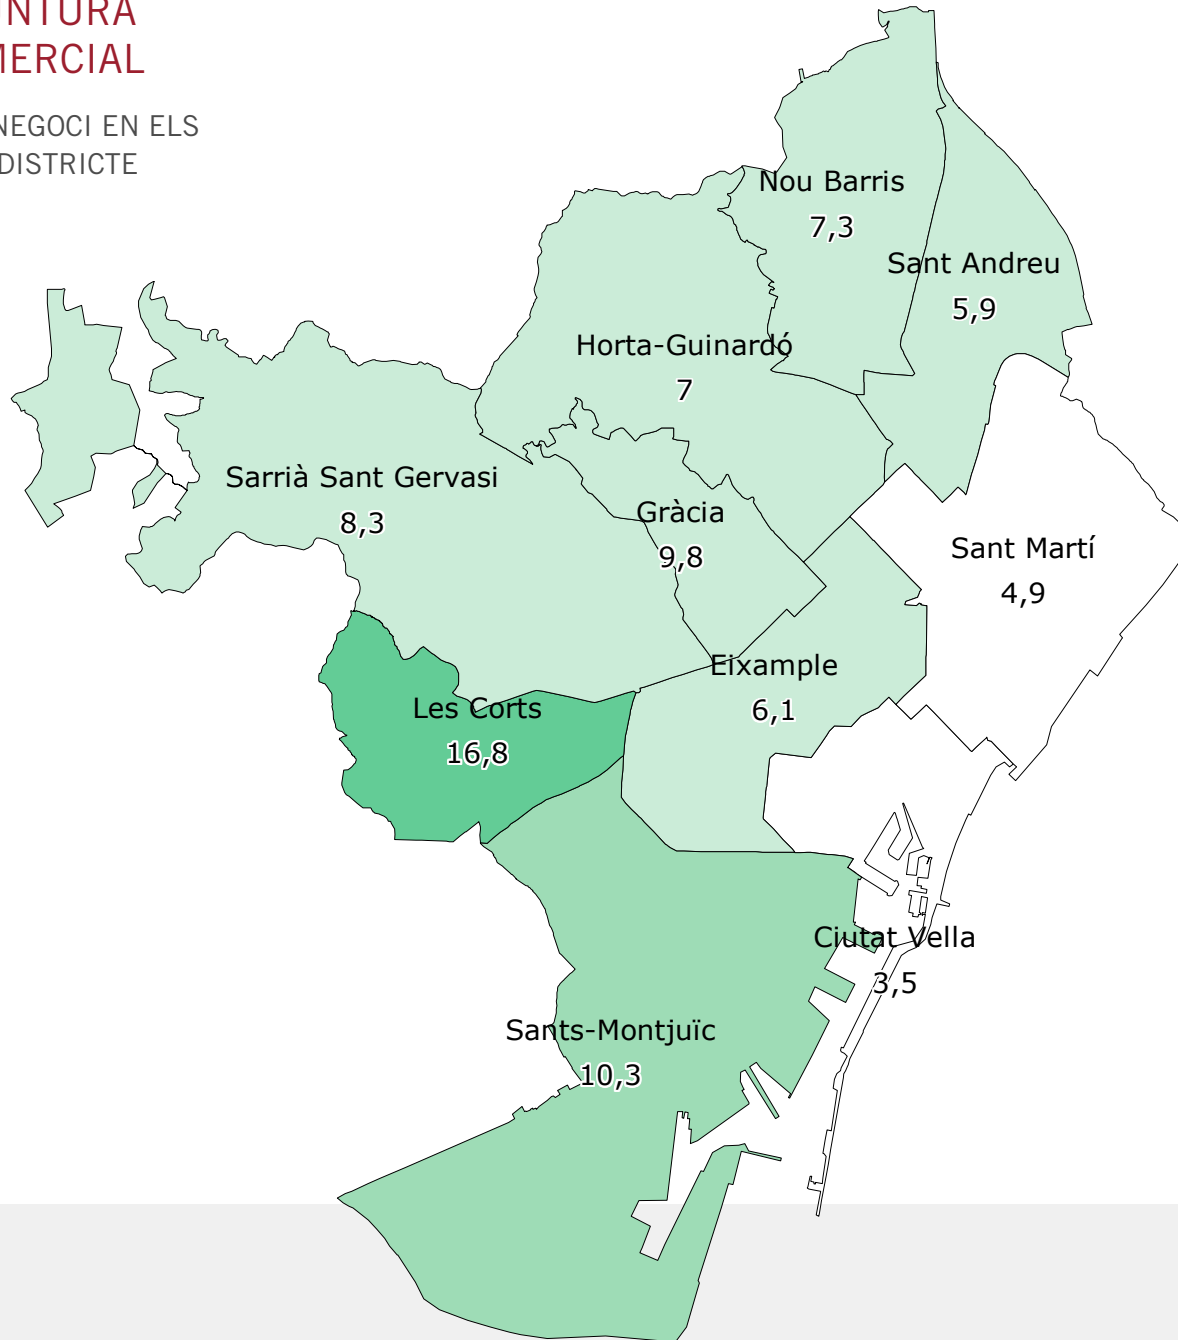 MERCIAL
NEGOCI EN ELS
DISTRICTE
Nou Barris
7,3
Sant Andreu
5,9
Horta-Guinardó
7
Sarrià Sant Gervasi
8,3
Gràcia
9,8
Sant Martí
4,9
Eixample
6,1
Les Corts
16,8
Ciutat Vella
3,5
Sants-Montjuïc
10,3